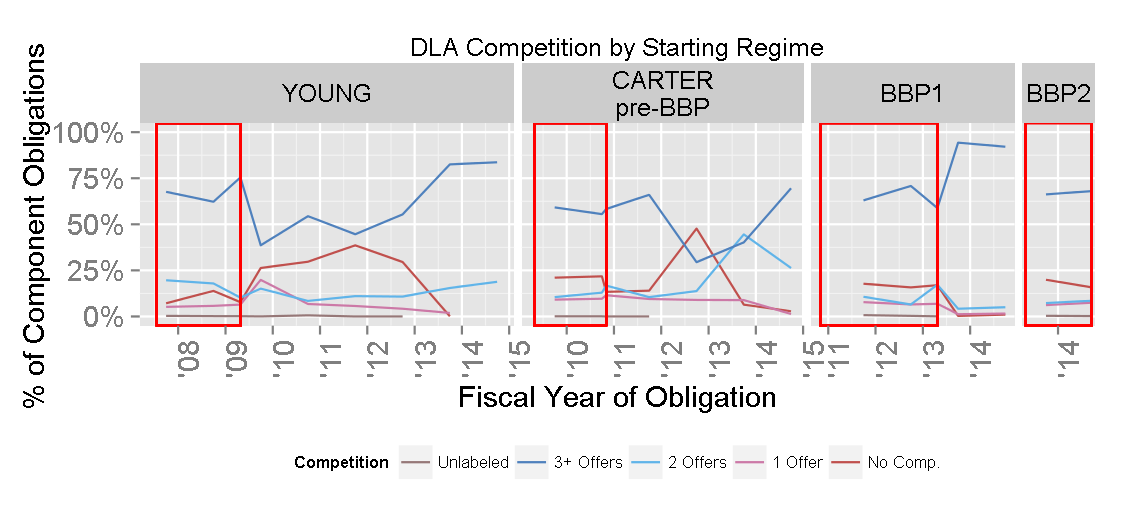 DLA Competition by Starting Regime
YOUNG
CARTER
pre-BBP
BBP1
BBP2
% of Component Obligations
100%
75%
50%
25%
0%
'08 '09 '10 '11 '12 '13 '14 '15 '10 '11 '12 '13 '14 '15 '11 '12 '13 '14 '14
Fiscal Year of Obligation
Competition Unlabeled 3+ Offers 2 Offers 1 Offer No Comp.